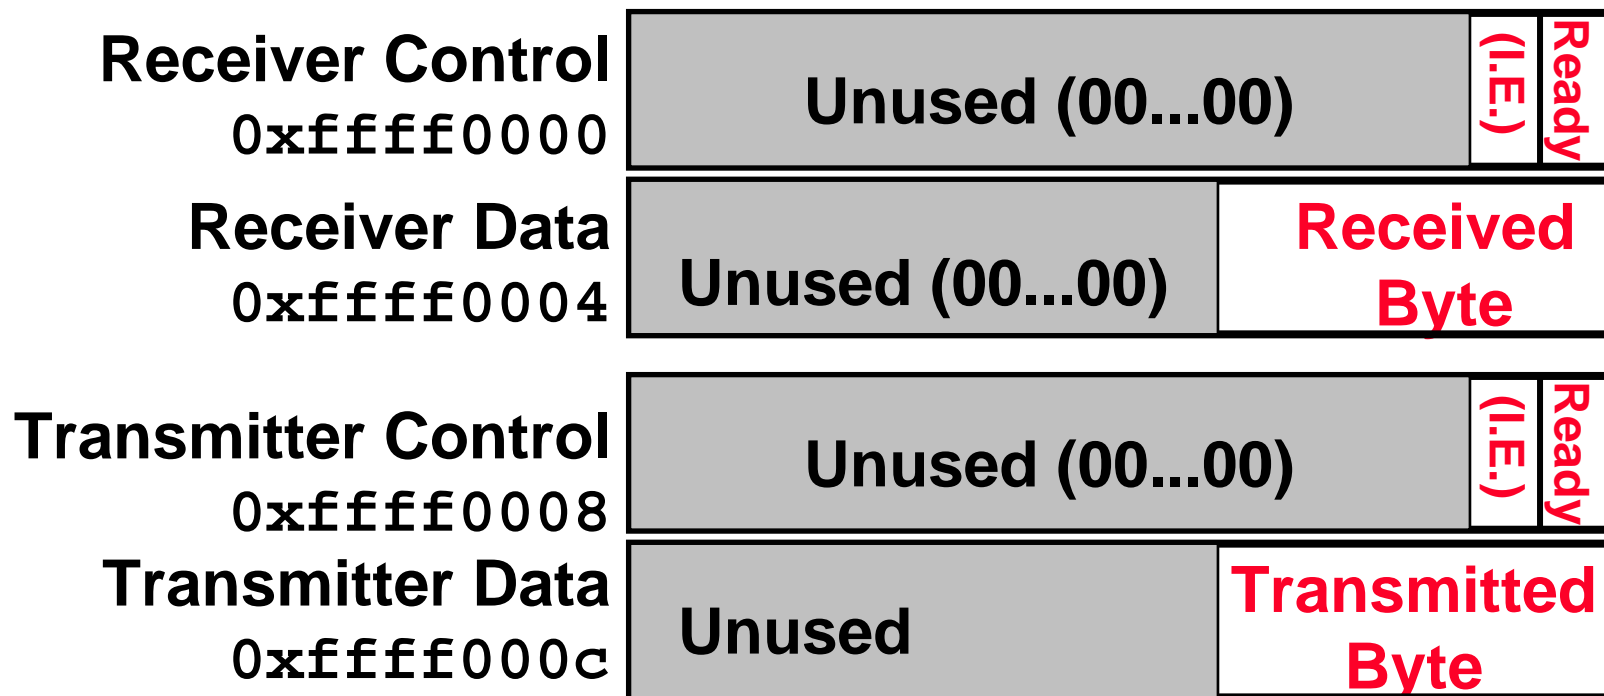 Receiver Control
0xffff0000
Unused (00...00)
(I.E.)
Ready
Receiver Data
0xffff0004
Unused (00...00)
Received
Byte
Transmitter Control
0xffff0008
Unused (00...00)
(I.E.)
Ready
Transmitter Data
0xffff000c
Unused
Transmitted
Byte